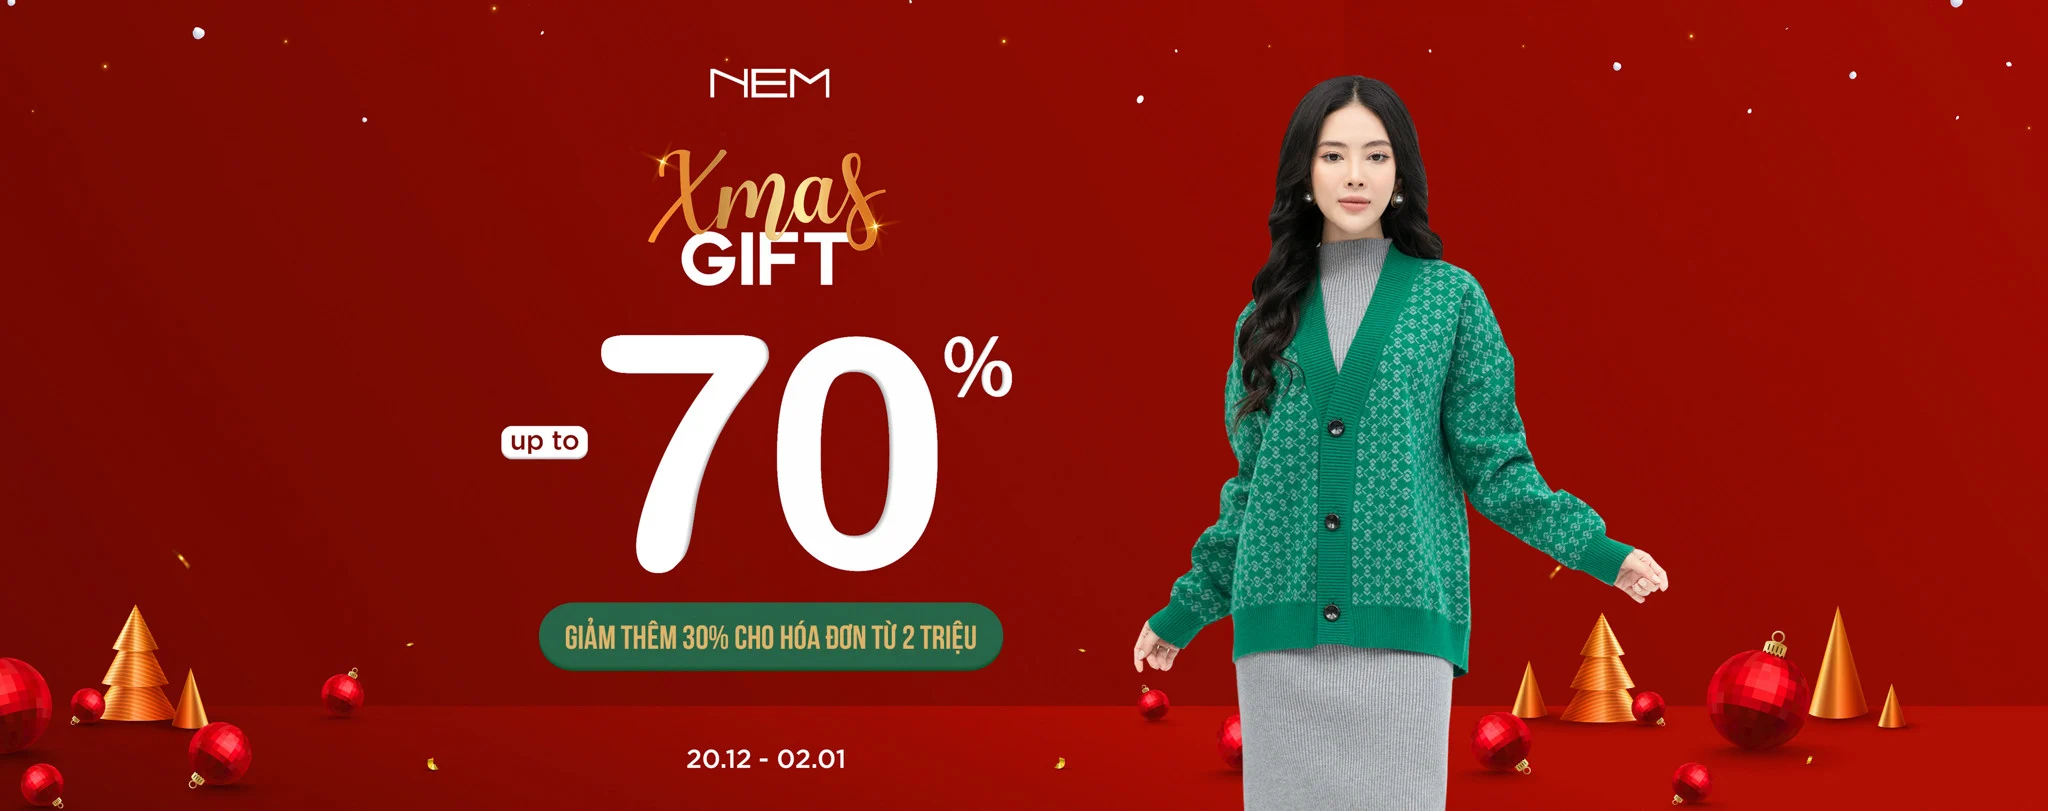 NEM
Xmas
GIFT
up to
-70%
GIẢM THÊM 30% CHO HÓA ĐƠN TỪ 2 TRIỆU
20.12 - 02.01